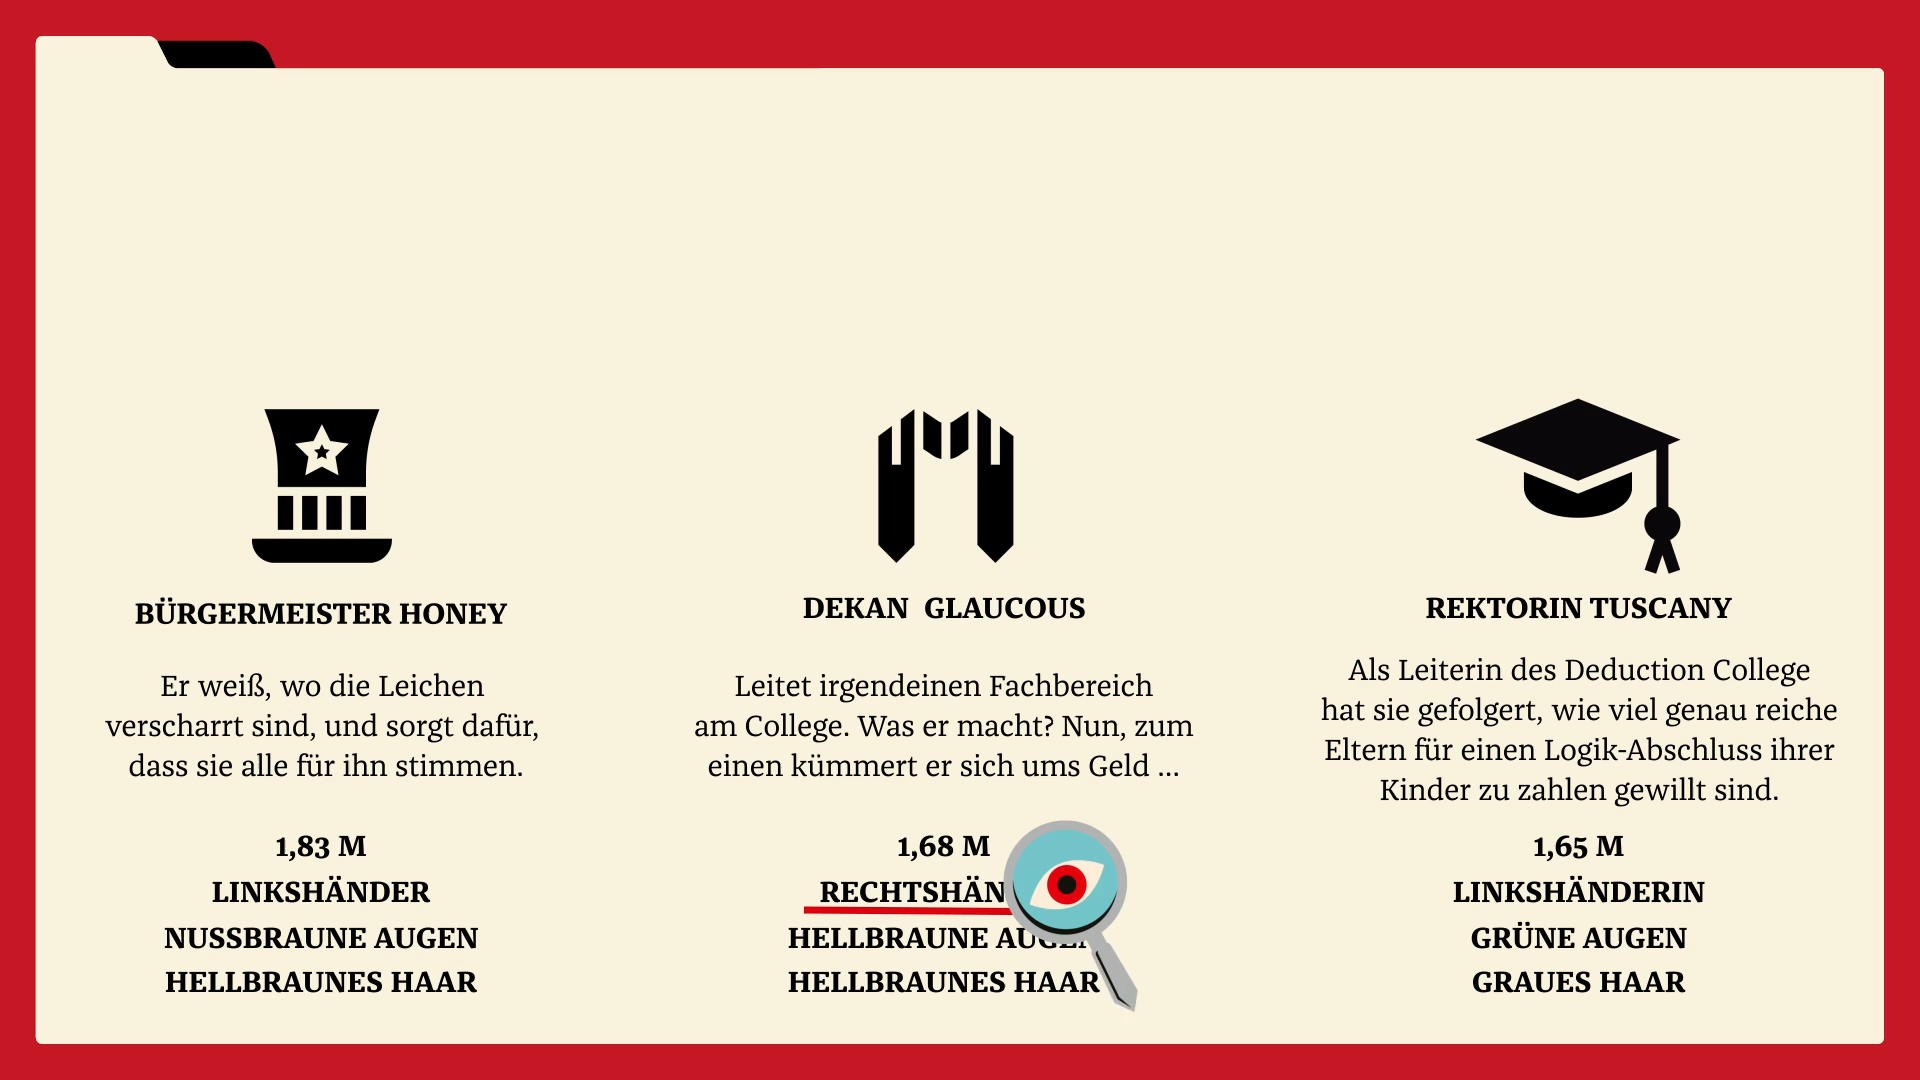 BÜRGERMEISTER HONEY
Er weiß, wo die Leichen
verscharrt sind, und sorgt dafür,
dass sie alle für ihn stimmen.
1,83 M
LINKSHÄNDER
NUSSBRAUNE AUGEN
HELLBRAUNES HAAR
DEKAN GLAUCOUS
Leitet irgendeinen Fachbereich
am College. Was er macht? Nun, zum
einen kümmert er sich ums Geld ...
1,68 M
HELLBRAUNE AUGEN
HELLBRAUNES HAAR
REKTORIN TUSCANY
Als Leiterin des Deduction College
hat sie gefolgert, wie viel genau reiche
Eltern für einen Logik-Abschluss ihrer
Kinder zu zahlen gewillt sind.
1,65 M
LINKSHÄNDERIN
GRÜNE AUGEN
GRAUES HAAR